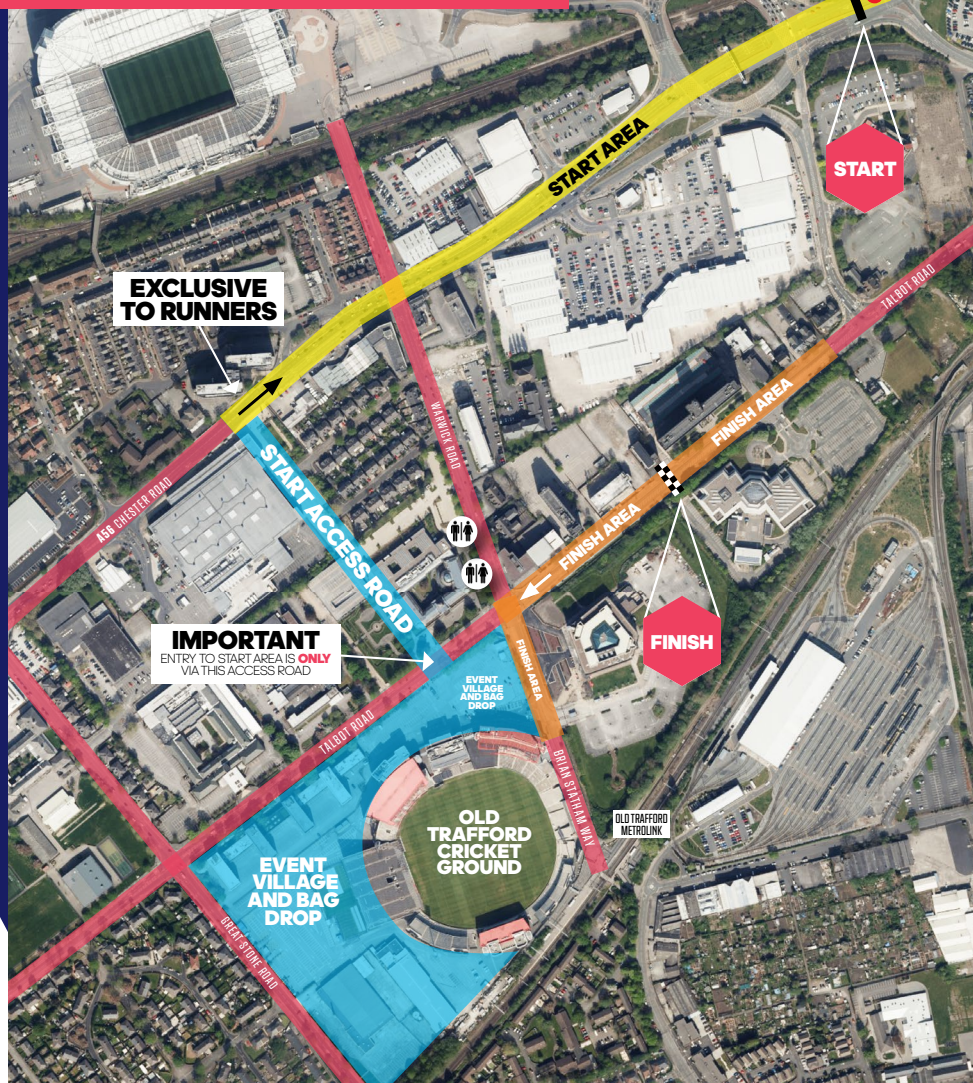 START AREA
START
TALBOT ROAD
EXCLUSIVE
TO RUNNERS
WARWICK ROAD
FINISH AREA
A56 CHESTER ROAD
START ACCESS ROAD
FINISH AREA
IMPORTANT
ENTRY TO START AREA IS ONLY
VIA THIS ACCESS ROAD
FINISH
FINISH AREA
EVENT
VILLAGE
AND BAG
DROP
TALBOT ROAD
BRIAN STATHAM WAY
OLD TRAFFORD
METROLINK
OLD
TRAFFORD
CRICKET
GROUND
EVENT
VILLAGE
AND BAG
DROP
GREAT STONE ROAD